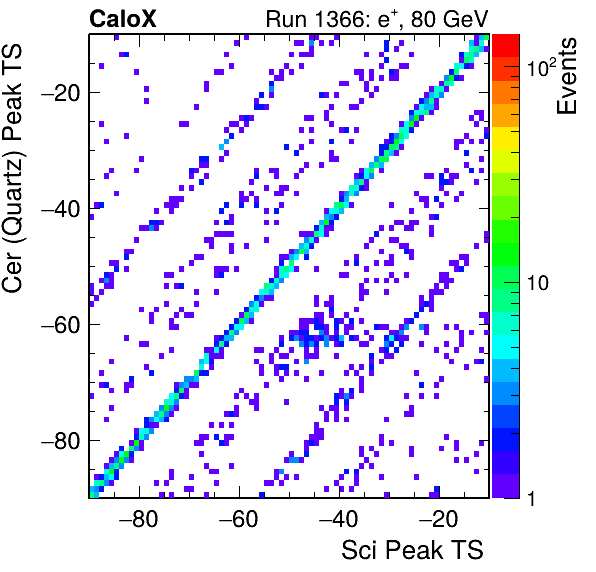 CaloX Run 1366: e⁺, 80 GeV
Cer (Quartz) Peak TS
−20
−40
−60
−80
−80 −60 −40 −20
Sci Peak TS
Events
10²
10
1